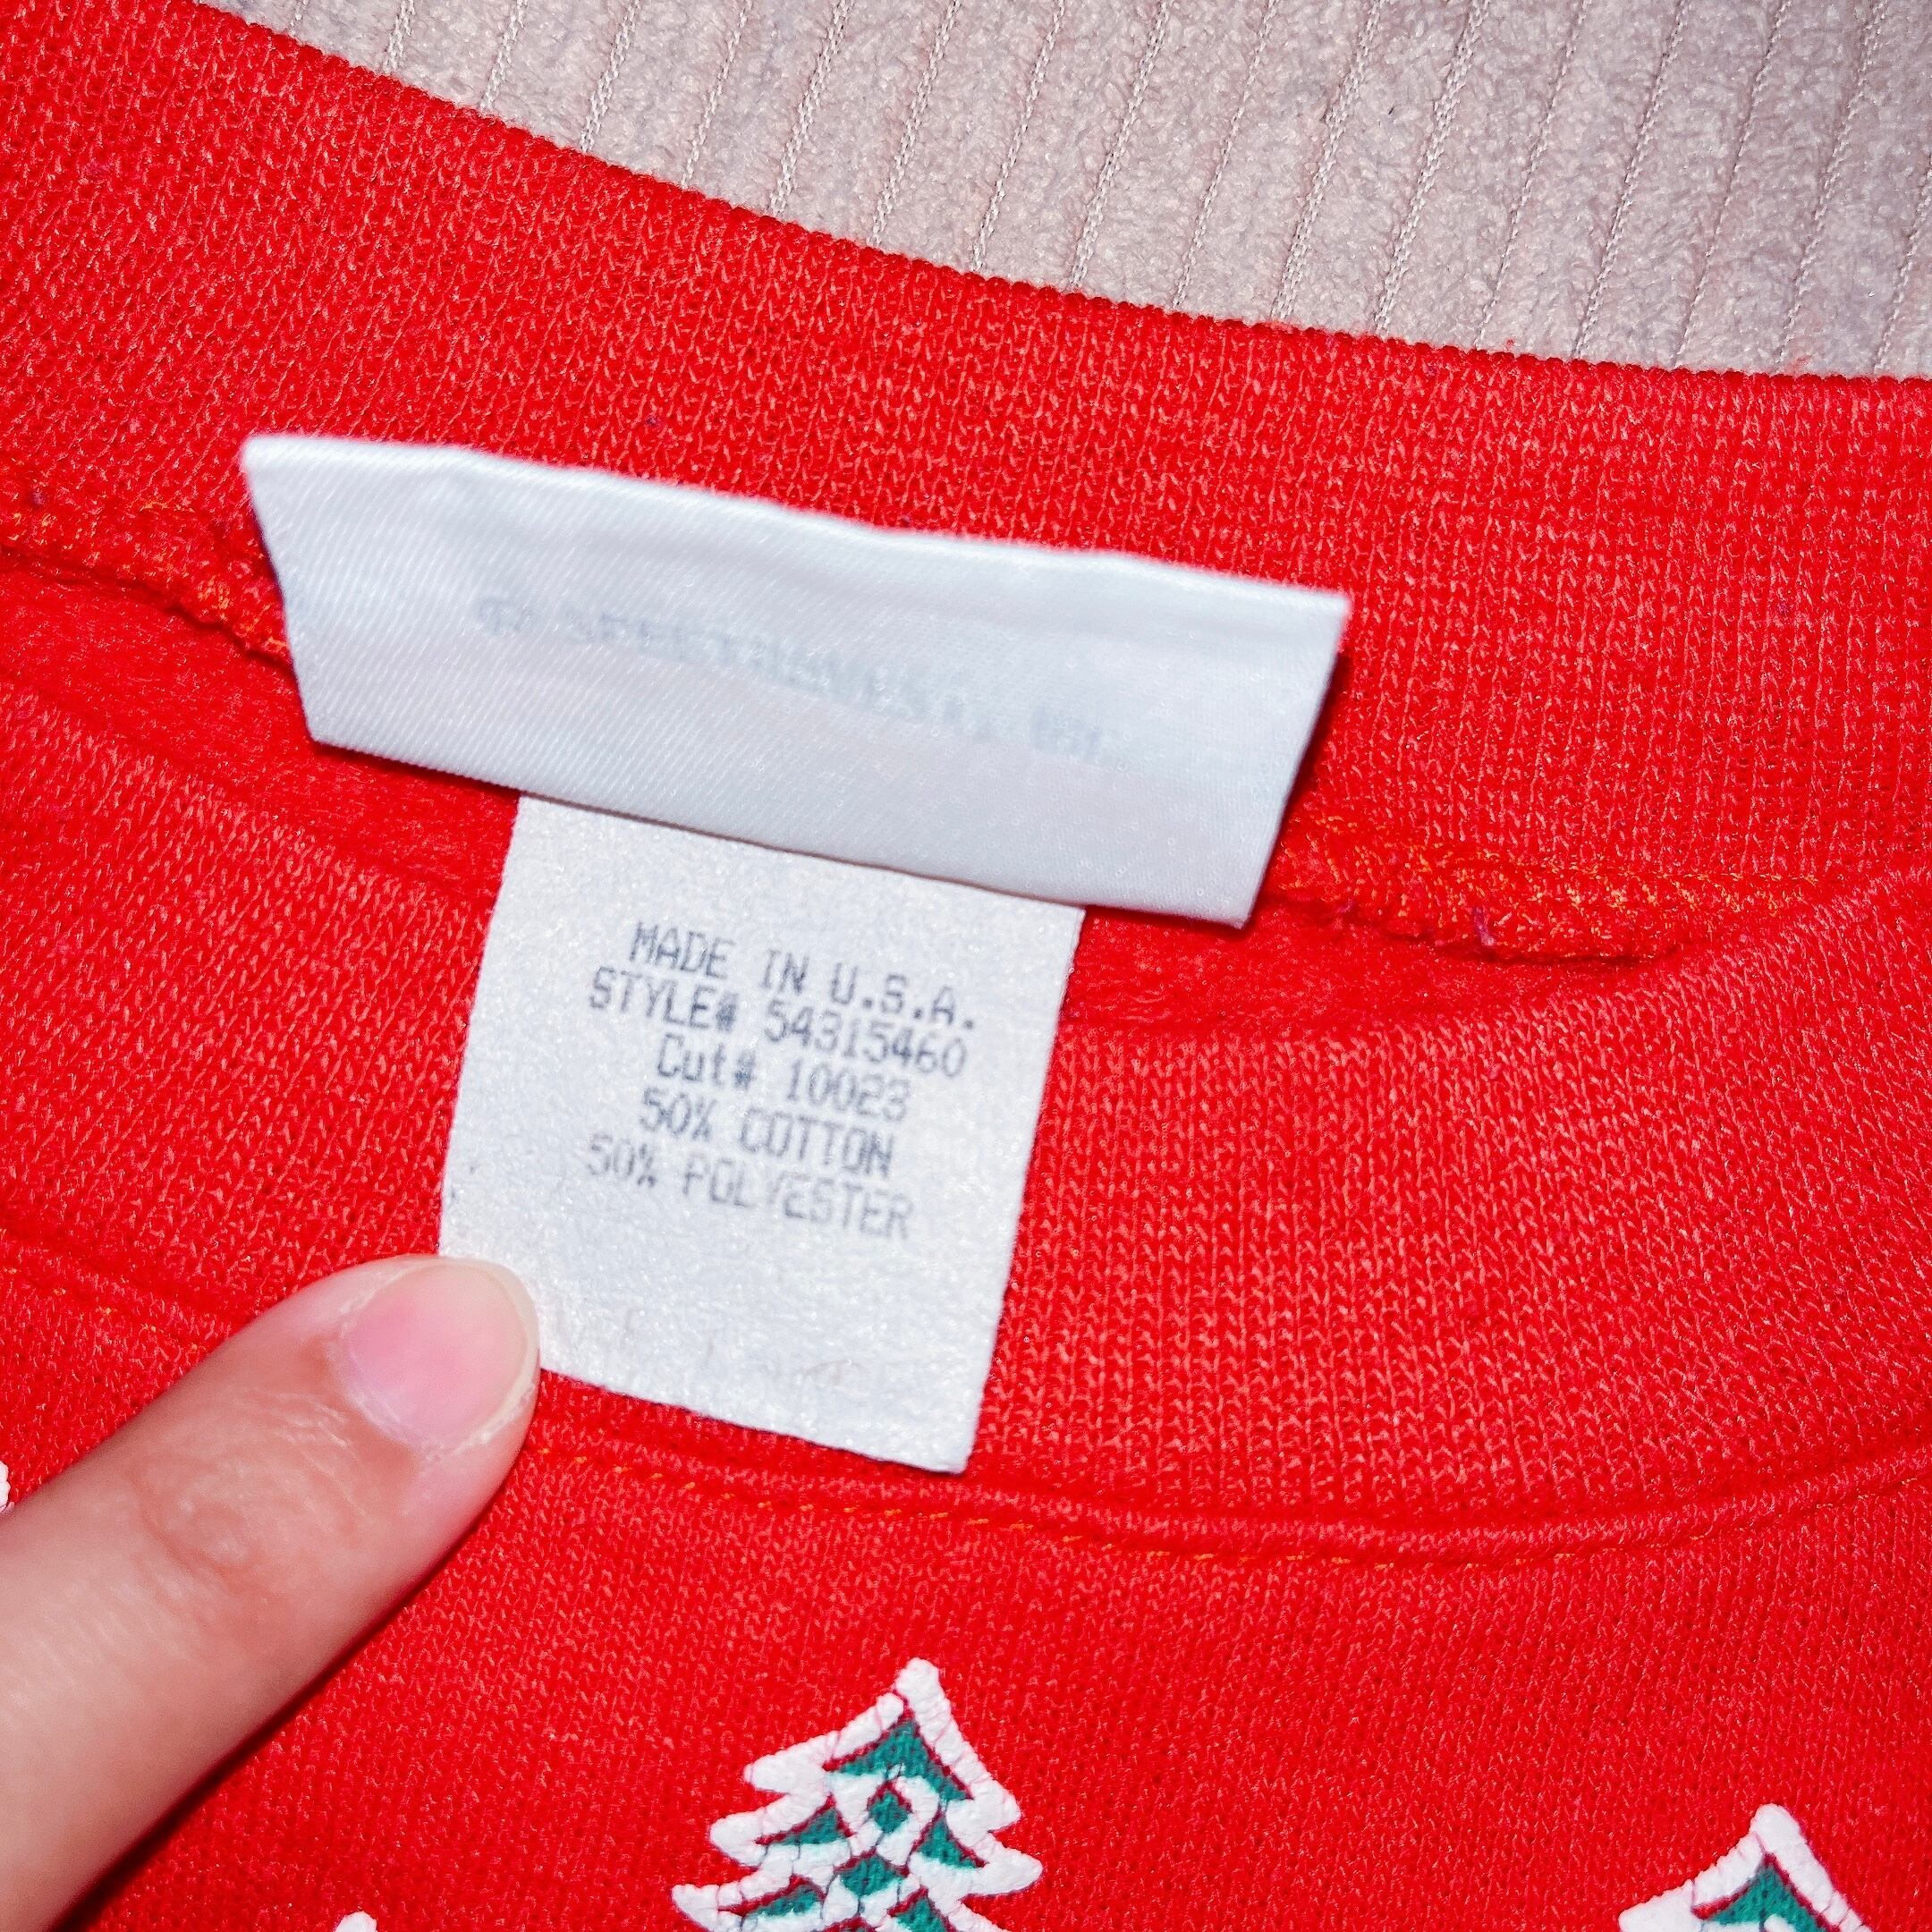 MADE IN U.S.A.
STYLE# 54315460
Cut# 10023
50% COTTON
50% POLYESTER